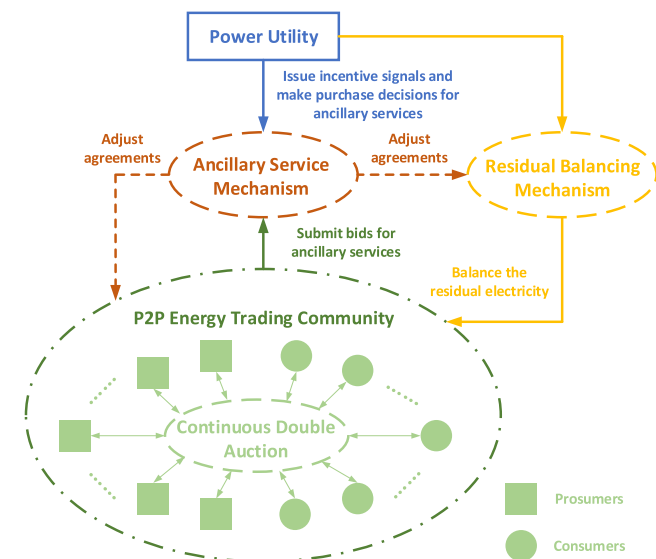 Power Utility
Issue incentive signals and
make purchase decisions for
ancillary services
Adjust
agreements
Ancillary Service
Mechanism
Adjust
agreements
Residual Balancing
Mechanism
Submit bids for
ancillary services
Balance the
residual electricity
P2P Energy Trading Community
Continuous Double
Auction
Prosumers
Consumers